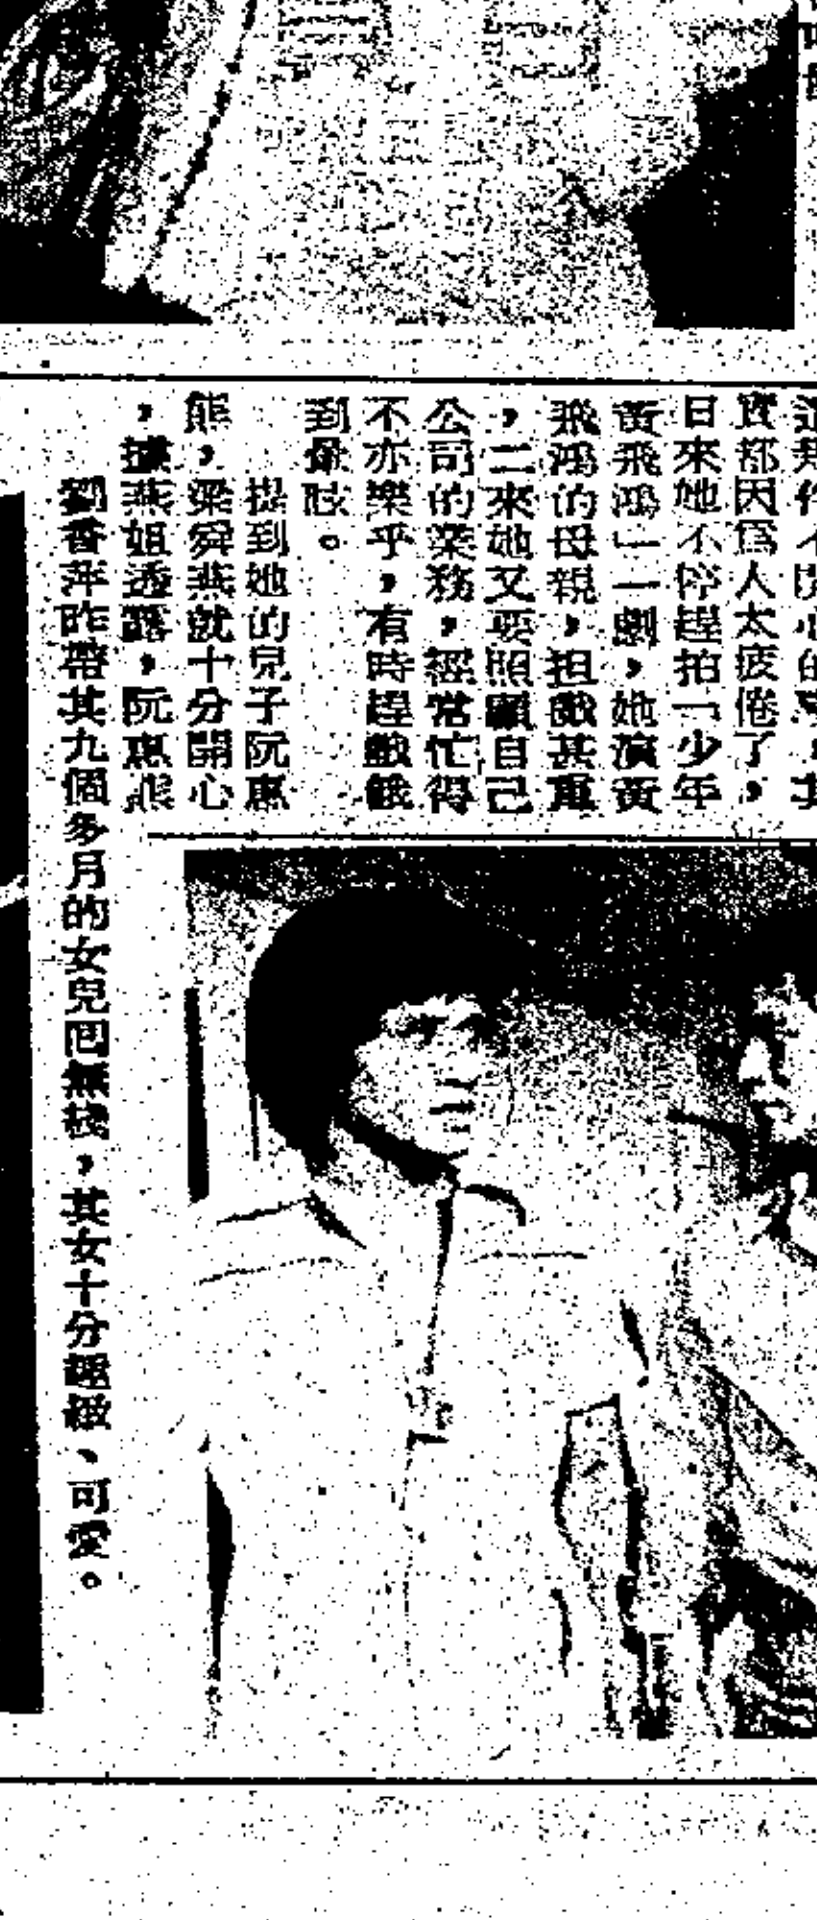 實都因爲人太疲倦了，
日來她不停趕拍「少年
黃飛鴻」一劇，她演黃
飛鴻的母親，担戲甚重
，二來她又要照顧自己
公司的業務，經常忙得
不亦樂乎，有時趕戲餓
到發
提到她的兒子阮惠
熊，梁舜燕就十分開心
，據燕姐透露，阮惠熊
劉香萍昨帶其九個多月的女兒囘無綫，其女十分趣緻、可愛。